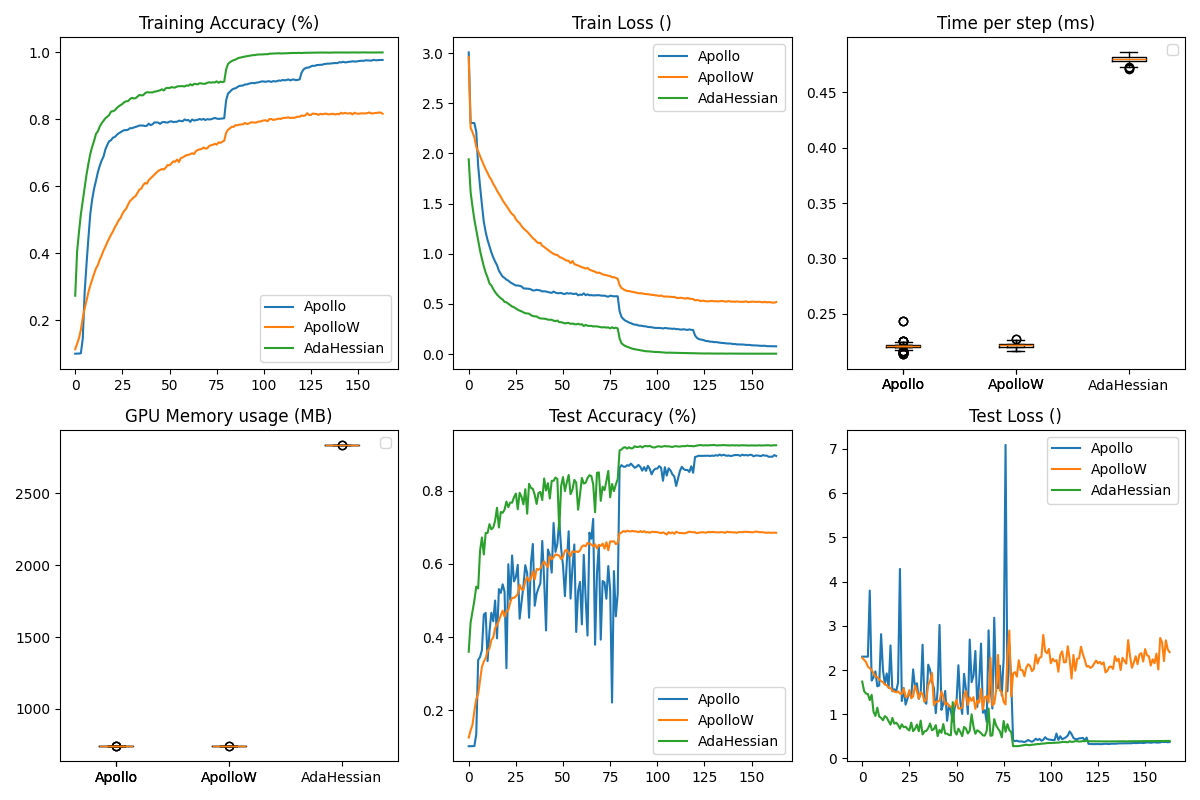 Training Accuracy (%)
1.0
0.8
0.6
0.4
0.2
0 25 50 75 100 125 150
Apollo
ApolloW
AdaHessian
Train Loss ()
3.0
2.5
2.0
1.5
1.0
0.5
0.0
0 25 50 75 100 125 150
Apollo
ApolloW
AdaHessian
Time per step (ms)
0.45
0.40
0.35
0.30
0.25
Apollo ApolloW AdaHessian
GPU Memory usage (MB)
2500
2000
1500
1000
Apollo ApolloW AdaHessian
Test Accuracy (%)
0.8
0.6
0.4
0.2
0 25 50 75 100 125 150
Apollo
ApolloW
AdaHessian
Test Loss ()
7
6
5
4
3
2
1
0
0 25 50 75 100 125 150
Apollo
ApolloW
AdaHessian